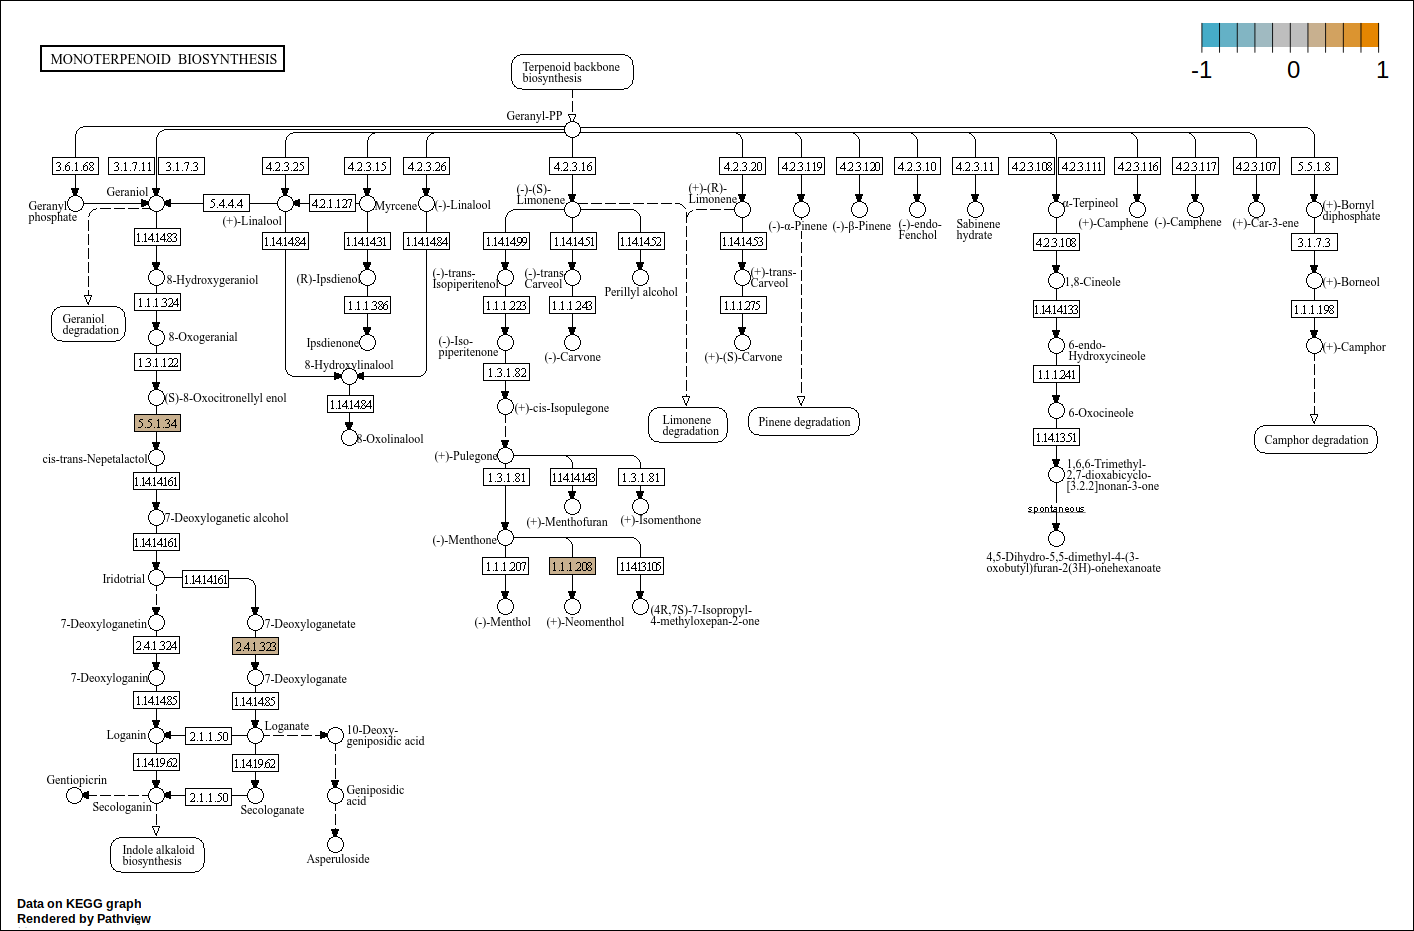 MONOTERPENOID BIOSYNTHESIS
-1 0 1
Terpenoid backbone
biosynthesis
Geranyl-PP
3.6.1.68 3.1.7.11 3.1.7.3 4.2.3.25 4.2.3.15 4.2.3.26 4.2.3.16 4.2.3.20 4.2.3.119 4.2.3.120 4.2.3.10 4.2.3.11 4.2.3.108 4.2.3.111 4.2.3.116 4.2.3.117 4.2.3.107 5.5.1.8
Geranyl
phosphate
Geraniol
5.4.4.4
(+)-Linalool
4.2.1.127
Myrcene
(-)-Linalool
(-)-(S)-
Limonene
(+)-(R)-
Limonene
(-)-α-Pinene
(-)-β-Pinene
(-)-endo-
Fenchol
Sabinene
hydrate
α-Terpineol
(+)-Camphene
(-)-Camphene
(+)-Car-3-ene
(+)-Bornyl
diphosphate
1.14.14.83 1.14.14.84 1.14.14.31 1.14.14.84 1.14.14.99 1.14.14.51 1.14.14.52 1.14.14.53 4.2.3.108 3.1.7.3
8-Hydroxygeraniol
(R)-Ipsdienol
(-)-trans-
Isopiperitenol
(-)-trans
Carveol
Perillyl alcohol
(+)-trans-
Carveol
1,8-Cineole
(+)-Borneol
1.1.1.324 1.1.1.386 1.1.1.223 1.1.1.243 1.1.1.275 1.14.14.133 1.1.1.198
Geraniol
degradation
8-Oxogeranial
Ipsdienone
(-)-Iso-
piperitenone
(-)-Carvone
(+)-(S)-Carvone
6-endo-
Hydroxycineole
(+)-Camphor
1.3.1.122
8-Hydroxylinalool
1.3.1.82
1.1.1.241
(S)-8-Oxocitronellyl enol
1.14.14.84
(+)-cis-Isopulegone
Limonene
degradation
Pinene degradation
6-Oxocineole
5.5.1.34
8-Oxolinalool
1.14.13.51
Camphor degradation
cis-trans-Nepetalactol
(+)-Pulegone
1,6,6-Trimethyl-
2,7-dioxabicyclo-
[3.2.2]nonan-3-one
1.14.14.161
1.3.1.81 1.14.14.143 1.3.1.81
spontaneous
7-Deoxyloganetic alcohol
(+)-Menthofuran
(+)-Isomenthone
1.14.14.161
(-)-Menthone
4,5-Dihydro-5,5-dimethyl-4-(3-
oxobutyl)furan-2(3H)-onehexanoate
1.1.1.207 1.1.1.208 1.14.13.105
Iridotrial
1.14.14.161
(-)-Menthol
(+)-Neomenthol
(4R,7S)-7-Isopropyl-
4-methyloxepan-2-one
7-Deoxyloganetin
7-Deoxyloganetate
2.4.1.324 2.4.1.323
7-Deoxyloganin
7-Deoxyloganate
1.14.14.85 1.14.14.85
Loganin
2.1.1.50
Loganate
10-Deoxy-
geniposidic acid
1.14.19.62 1.14.19.62
Gentiopicrin
Secologanin
2.1.1.50
Secologanate
Geniposidic
acid
Indole alkaloid
biosynthesis
Asperuloside
Data on KEGG graph
Rendered by Pathview